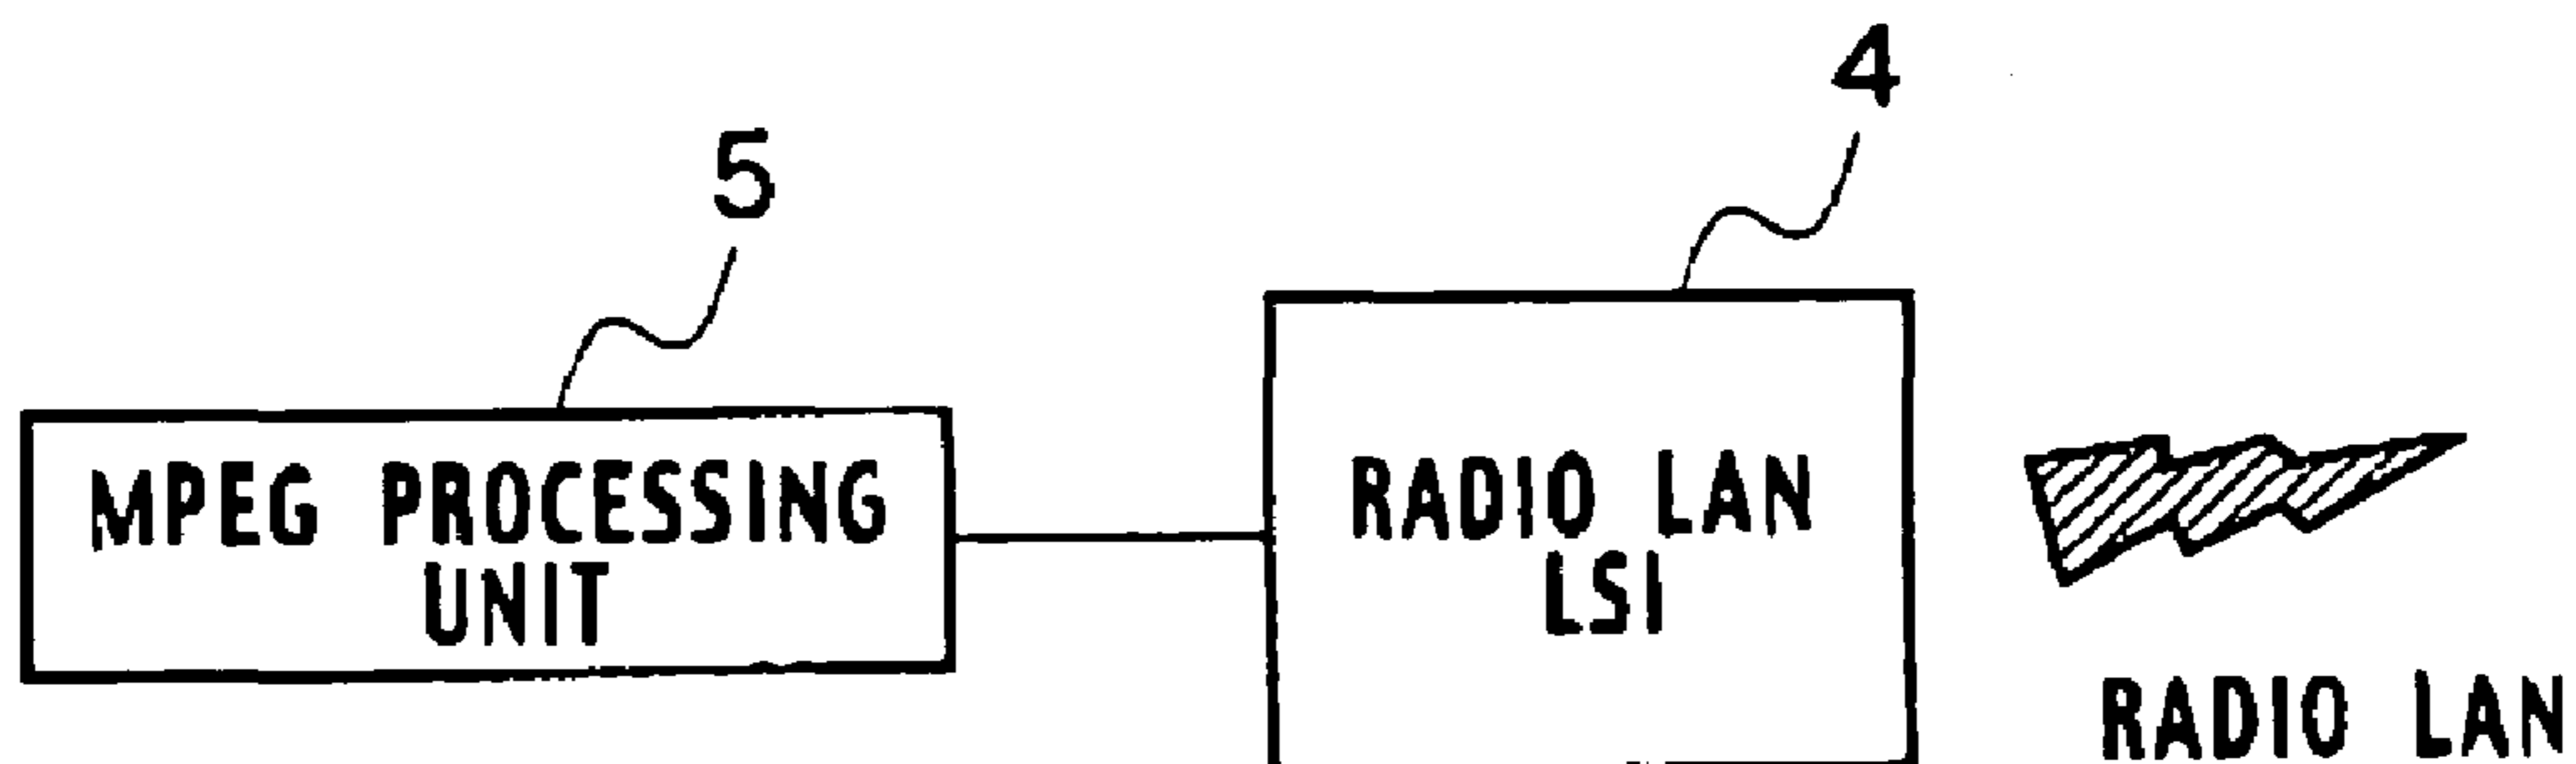 4
5
MPEG PROCESSING
UNIT
RADIO LAN
LSI
RADIO LAN